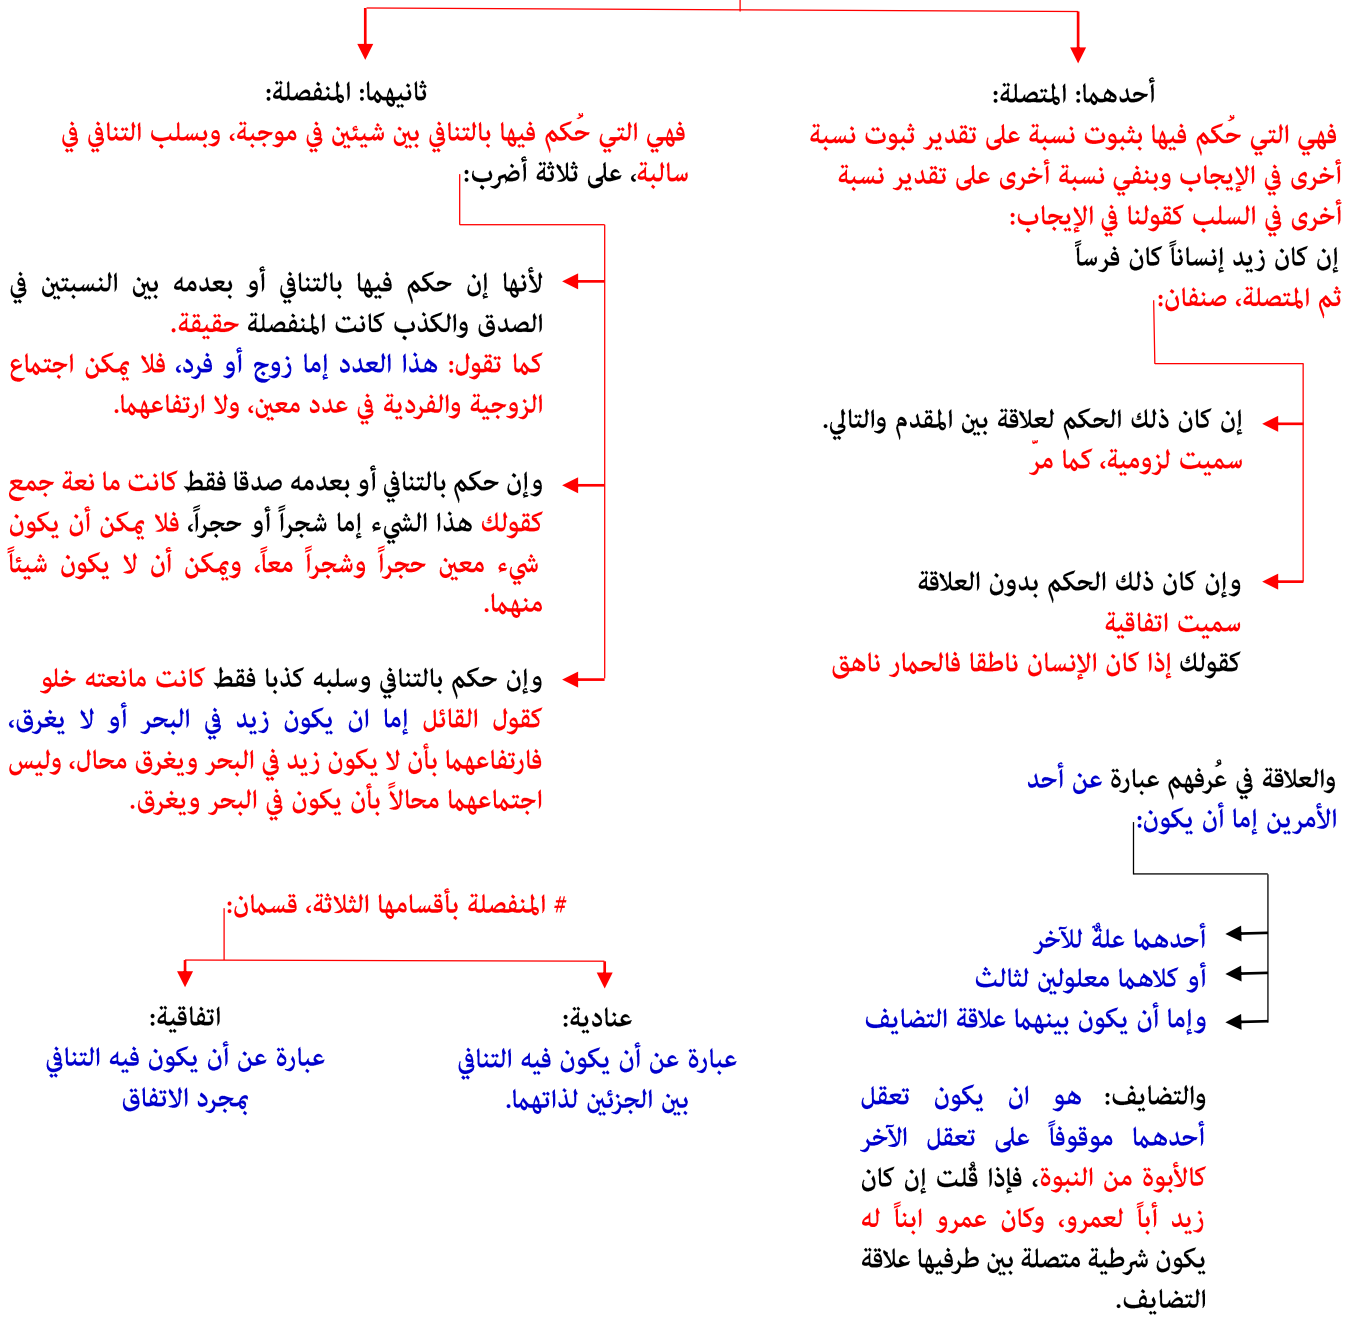 أحدهما: المتصلة:
فهي التي حُكم فيها بثبوت نسبة على تقدير ثبوت نسبة
أخرى في الإيجاب وبنفي نسبة أخرى على تقدير نسبة
أخرى في السلب كقولنا في الإيجاب:
إن كان زيد إنساناً كان فرساً
ثم المتصلة، صنفان:
إن كان ذلك الحكم لعلاقة بين المقدم والتالي.
سميت لزومية، كما مرّ
وإن كان ذلك الحكم بدون العلاقة
سميت اتفاقية
كقولك إذا كان الإنسان ناطقا فالحمار ناهق
والعلاقة في عُرفهم عبارة عن أحد
الأمرين إما أن يكون:
أحدهما علةٌ للآخر
أو كلاهما معلولين لثالث
وإما أن يكون بينهما علاقة التضايف
والتضايف: هو ان يكون تعقل
أحدهما موقوفاً على تعقل الآخر
كالأبوة من النبوة، فإذا قُلت إن كان
زيد أباً لعمرو، وكان عمرو ابناً له
يكون شرطية متصلة بين طرفيها علاقة
التضايف.
ثانيهما: المنفصلة:
فهي التي حُكم فيها بالتنافي بين شيئين في موجبة، وبسلب التنافي في
سالبة، على ثلاثة أضرب:
لأنها إن حكم فيها بالتنافي أو بعدمه بين النسبتين في
الصدق والكذب كانت المنفصلة حقيقة.
كما تقول: هذا العدد إما زوج أو فرد، فلا يمكن اجتماع
الزوجية والفردية في عدد معين، ولا ارتفاعهما.
وإن حكم بالتنافي أو بعدمه صدقا فقط كانت ما نعة جمع
كقولك هذا الشيء إما شجراً أو حجراً، فلا يمكن أن يكون
شيء معين حجراً وشجراً معاً، ويمكن أن لا يكون شيئاً
منهما.
وإن حكم بالتنافي وسلبه كذبا فقط كانت مانعته خلو
كقول القائل إما ان يكون زيد في البحر أو لا يغرق،
فارتفاعهما بأن لا يكون زيد في البحر ويغرق محال، وليس
اجتماعهما محالاً بأن يكون في البحر ويغرق.
# المنفصلة بأقسامها الثلاثة، قسمان:
عنادية:
عبارة عن أن يكون فيه التنافي
بين الجزئين لذاتهما.
اتفاقية:
عبارة عن أن يكون فيه التنافي
بمجرد الاتفاق